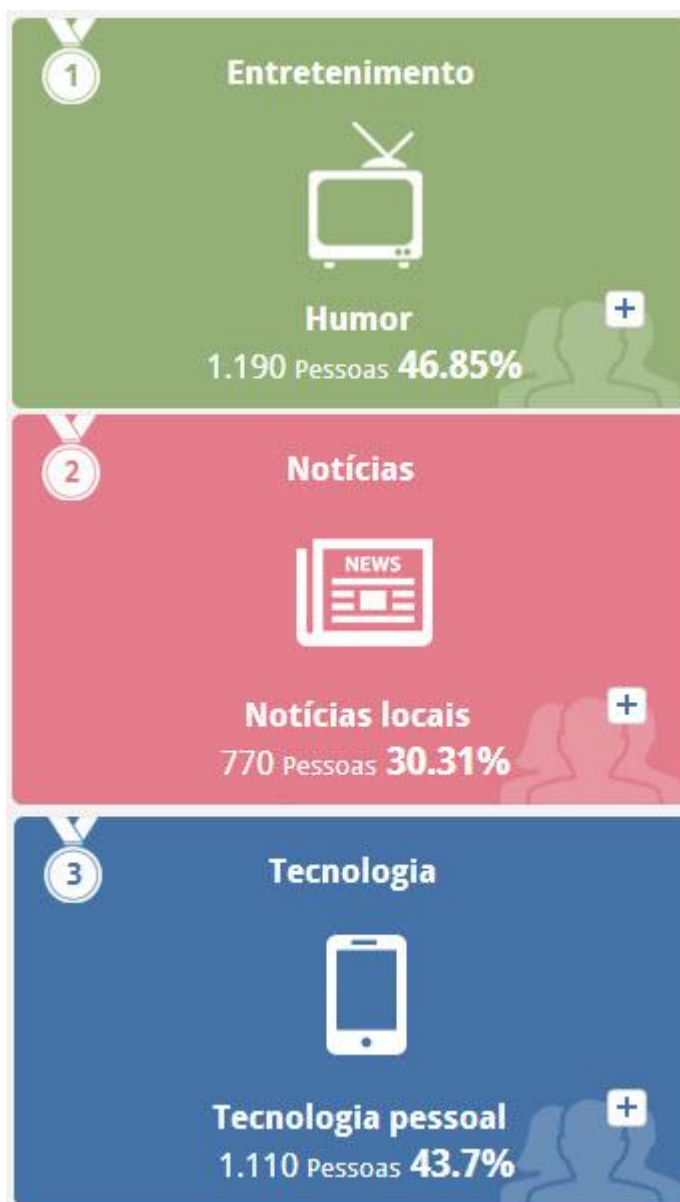 1
Entretenimento
Humor
+
1.190 Pessoas 46.85%
2
Notícias
NEWS
Notícias locais
+
770 Pessoas 30.31%
3
Tecnologia
Tecnologia pessoal
+
1.110 Pessoas 43.7%